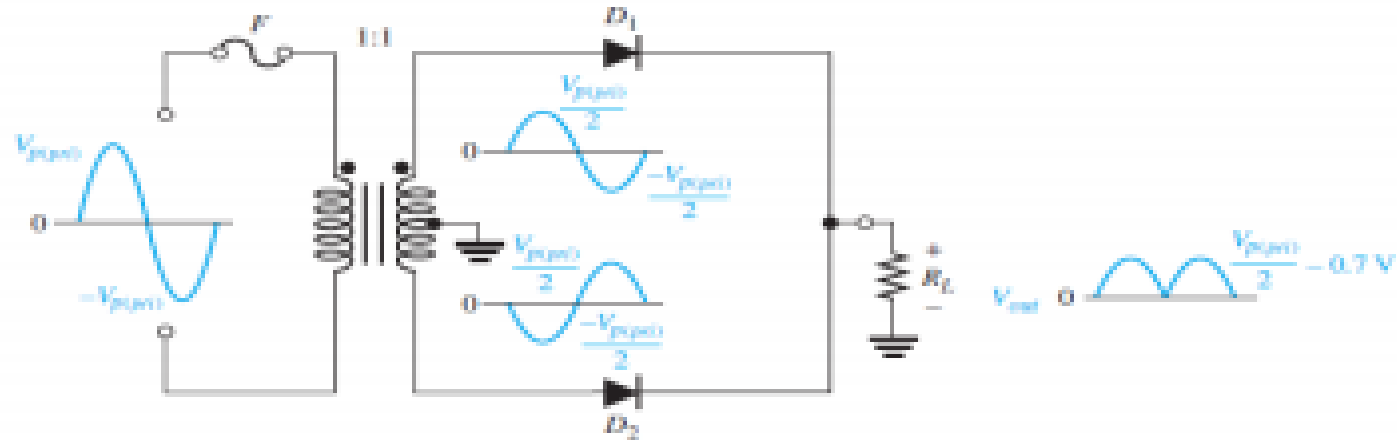 F
1:1
D1
Vp(pri)
0
-Vp(pri)
Vp(pri)
2
0
-Vp(pri)
2
Vp(pri)
2
0
-Vp(pri)
2
D2
+
RL
−
Vout 0
Vp(pri)
2
− 0.7 V